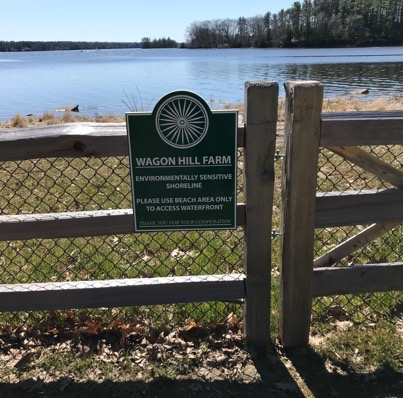 WAGON HILL FARM
ENVIRONMENTALLY SENSITIVE
SHORELINE
PLEASE USE BEACH AREA ONLY
TO ACCESS WATERFRONT
THANK YOU FOR YOUR COOPERATION